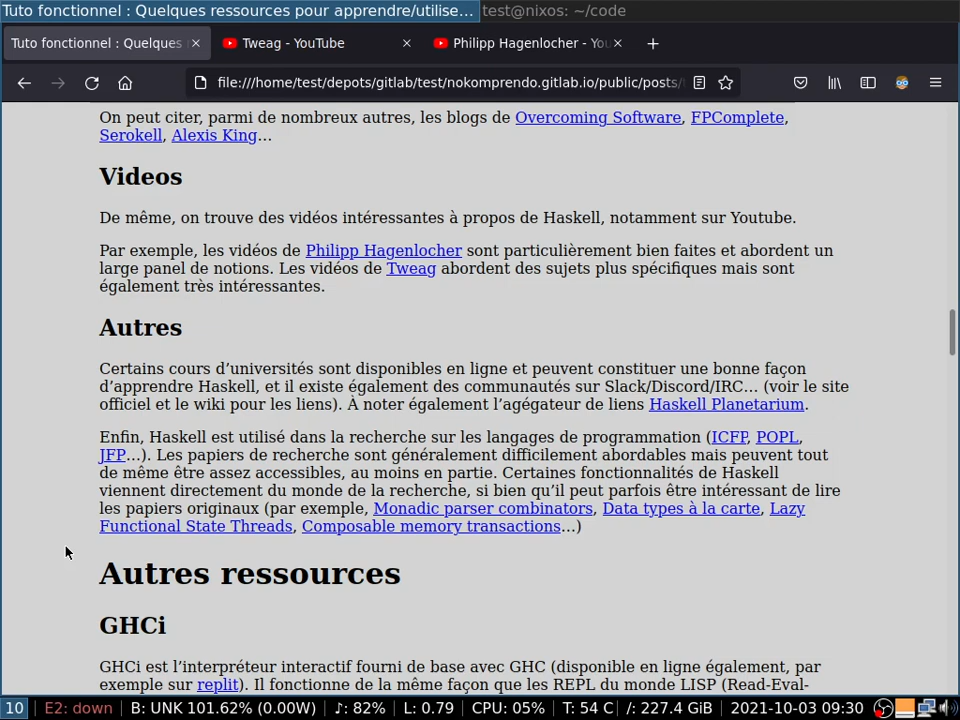 Tuto fonctionnel : Quelques ressources pour apprendre/utilise... test@nixos: ~/code
Tuto fonctionnel : Quelques Tweag - YouTube Philipp Hagenlocher - You
file:///home/test/depots/gitlab/test/nokomprendo.gitlab.io/public/posts/
On peut citer, parmi de nombreux autres, les blogs de Overcoming Software, FPComplete,
Serokell, Alexis King…
Videos
De même, on trouve des vidéos intéressantes à propos de Haskell, notamment sur Youtube.
Par exemple, les vidéos de Philipp Hagenlocher sont particulièrement bien faites et abordent un
large panel de notions. Les vidéos de Tweag abordent des sujets plus spécifiques mais sont
également très intéressantes.
Autres
Certains cours d’universités sont disponibles en ligne et peuvent constituer une bonne façon
d’apprendre Haskell, et il existe également des communautés sur Slack/Discord/IRC… (voir le site
officiel et le wiki pour les liens). À noter également l’agégateur de liens Haskell Planetarium.
Enfin, Haskell est utilisé dans la recherche sur les langages de programmation (ICFP, POPL,
JFP…). Les papiers de recherche sont généralement difficilement abordables mais peuvent tout
de même être assez accessibles, au moins en partie. Certaines fonctionnalités de Haskell
viennent directement du monde de la recherche, si bien qu’il peut parfois être intéressant de lire
les papiers originaux (par exemple, Monadic parser combinators, Data types à la carte, Lazy
Functional State Threads, Composable memory transactions…)
Autres ressources
GHCi
GHCi est l’interpréteur interactif fourni de base avec GHC (disponible en ligne également, par
exemple sur replit). Il fonctionne de la même façon que les REPL du monde LISP (Read-Eval-
10 E2: down B: UNK 101.62% (0.00W) ♪: 82% L: 0.79 CPU: 05% T: 54 C /: 227.4 GiB 2021-10-03 09:30